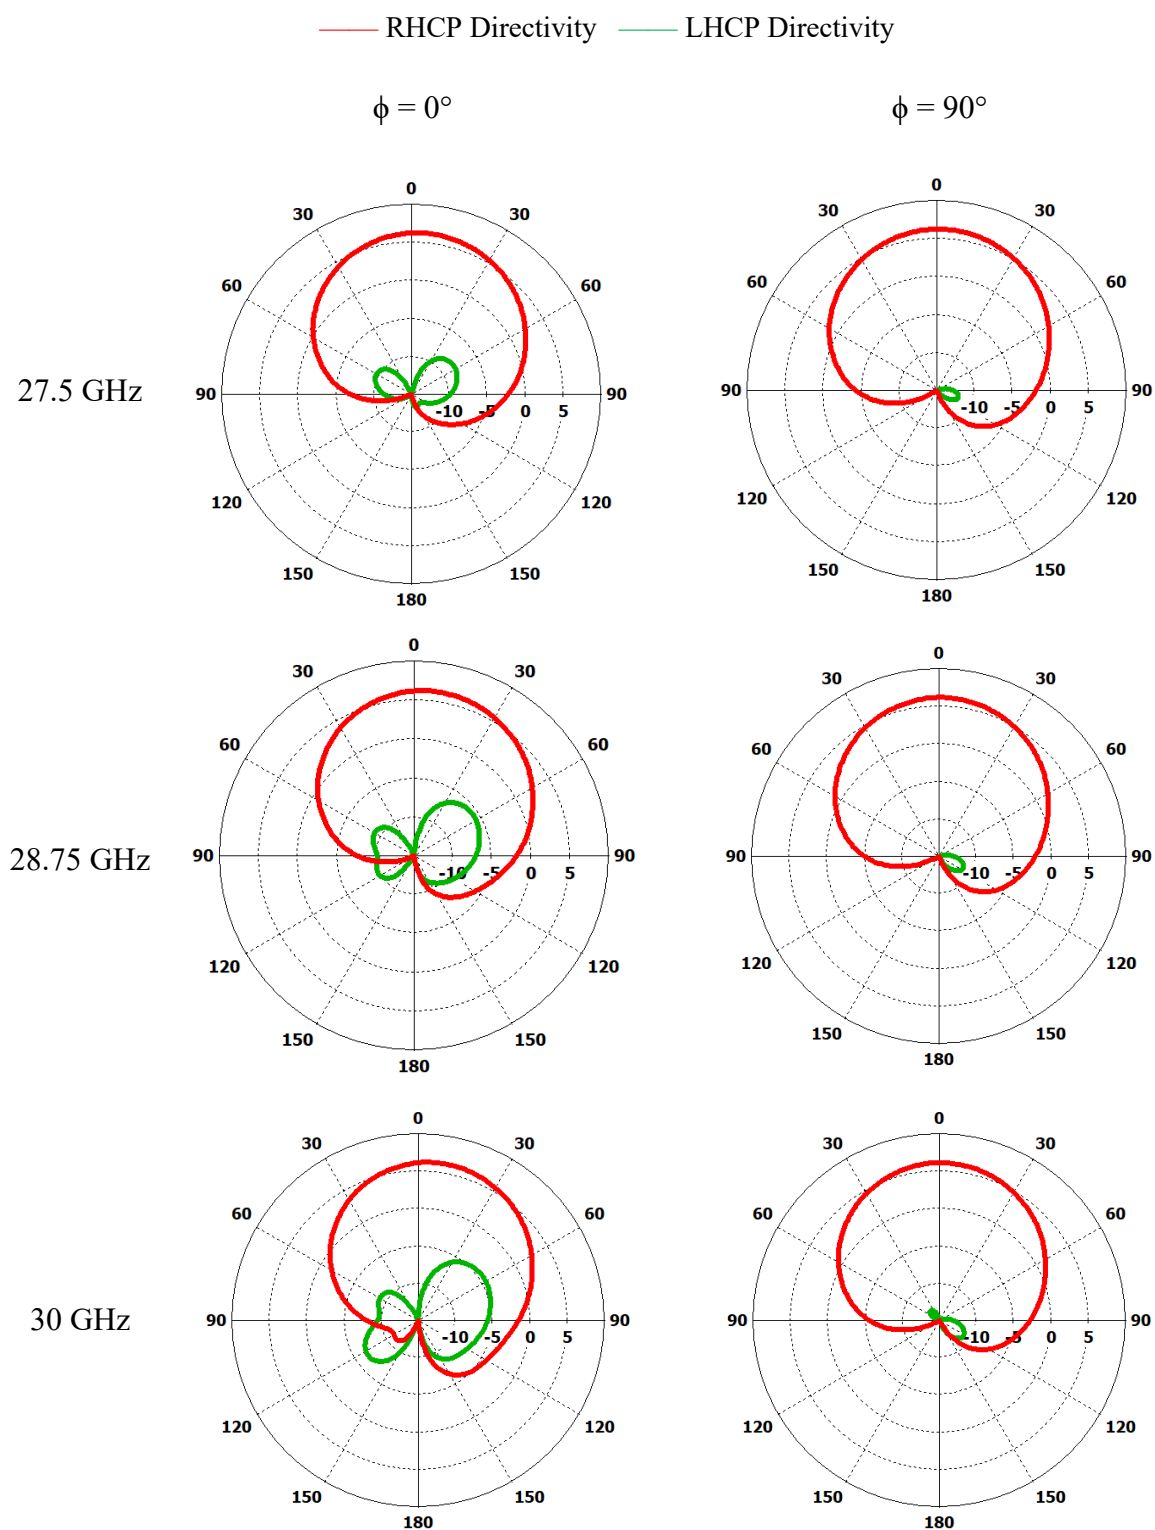 RHCP Directivity LHCP Directivity
ϕ = 0° ϕ = 90°
0 0
30 30 30 30
60 60 60 60
27.5 GHz 90 -10 -5 0 5 90 90 -10 -5 0 5 90
120 120 120 120
150 150 150 150
180 180
0 0
30 30 30 30
60 60 60 60
28.75 GHz 90 -10 -5 0 5 90 90 -10 -5 0 5 90
120 120 120 120
150 150 150 150
180 180
0 0
30 30 30 30
60 60 60 60
30 GHz 90 -10 -5 0 5 90 90 -10 -5 0 5 90
120 120 120 120
150 150 150 150
180 180